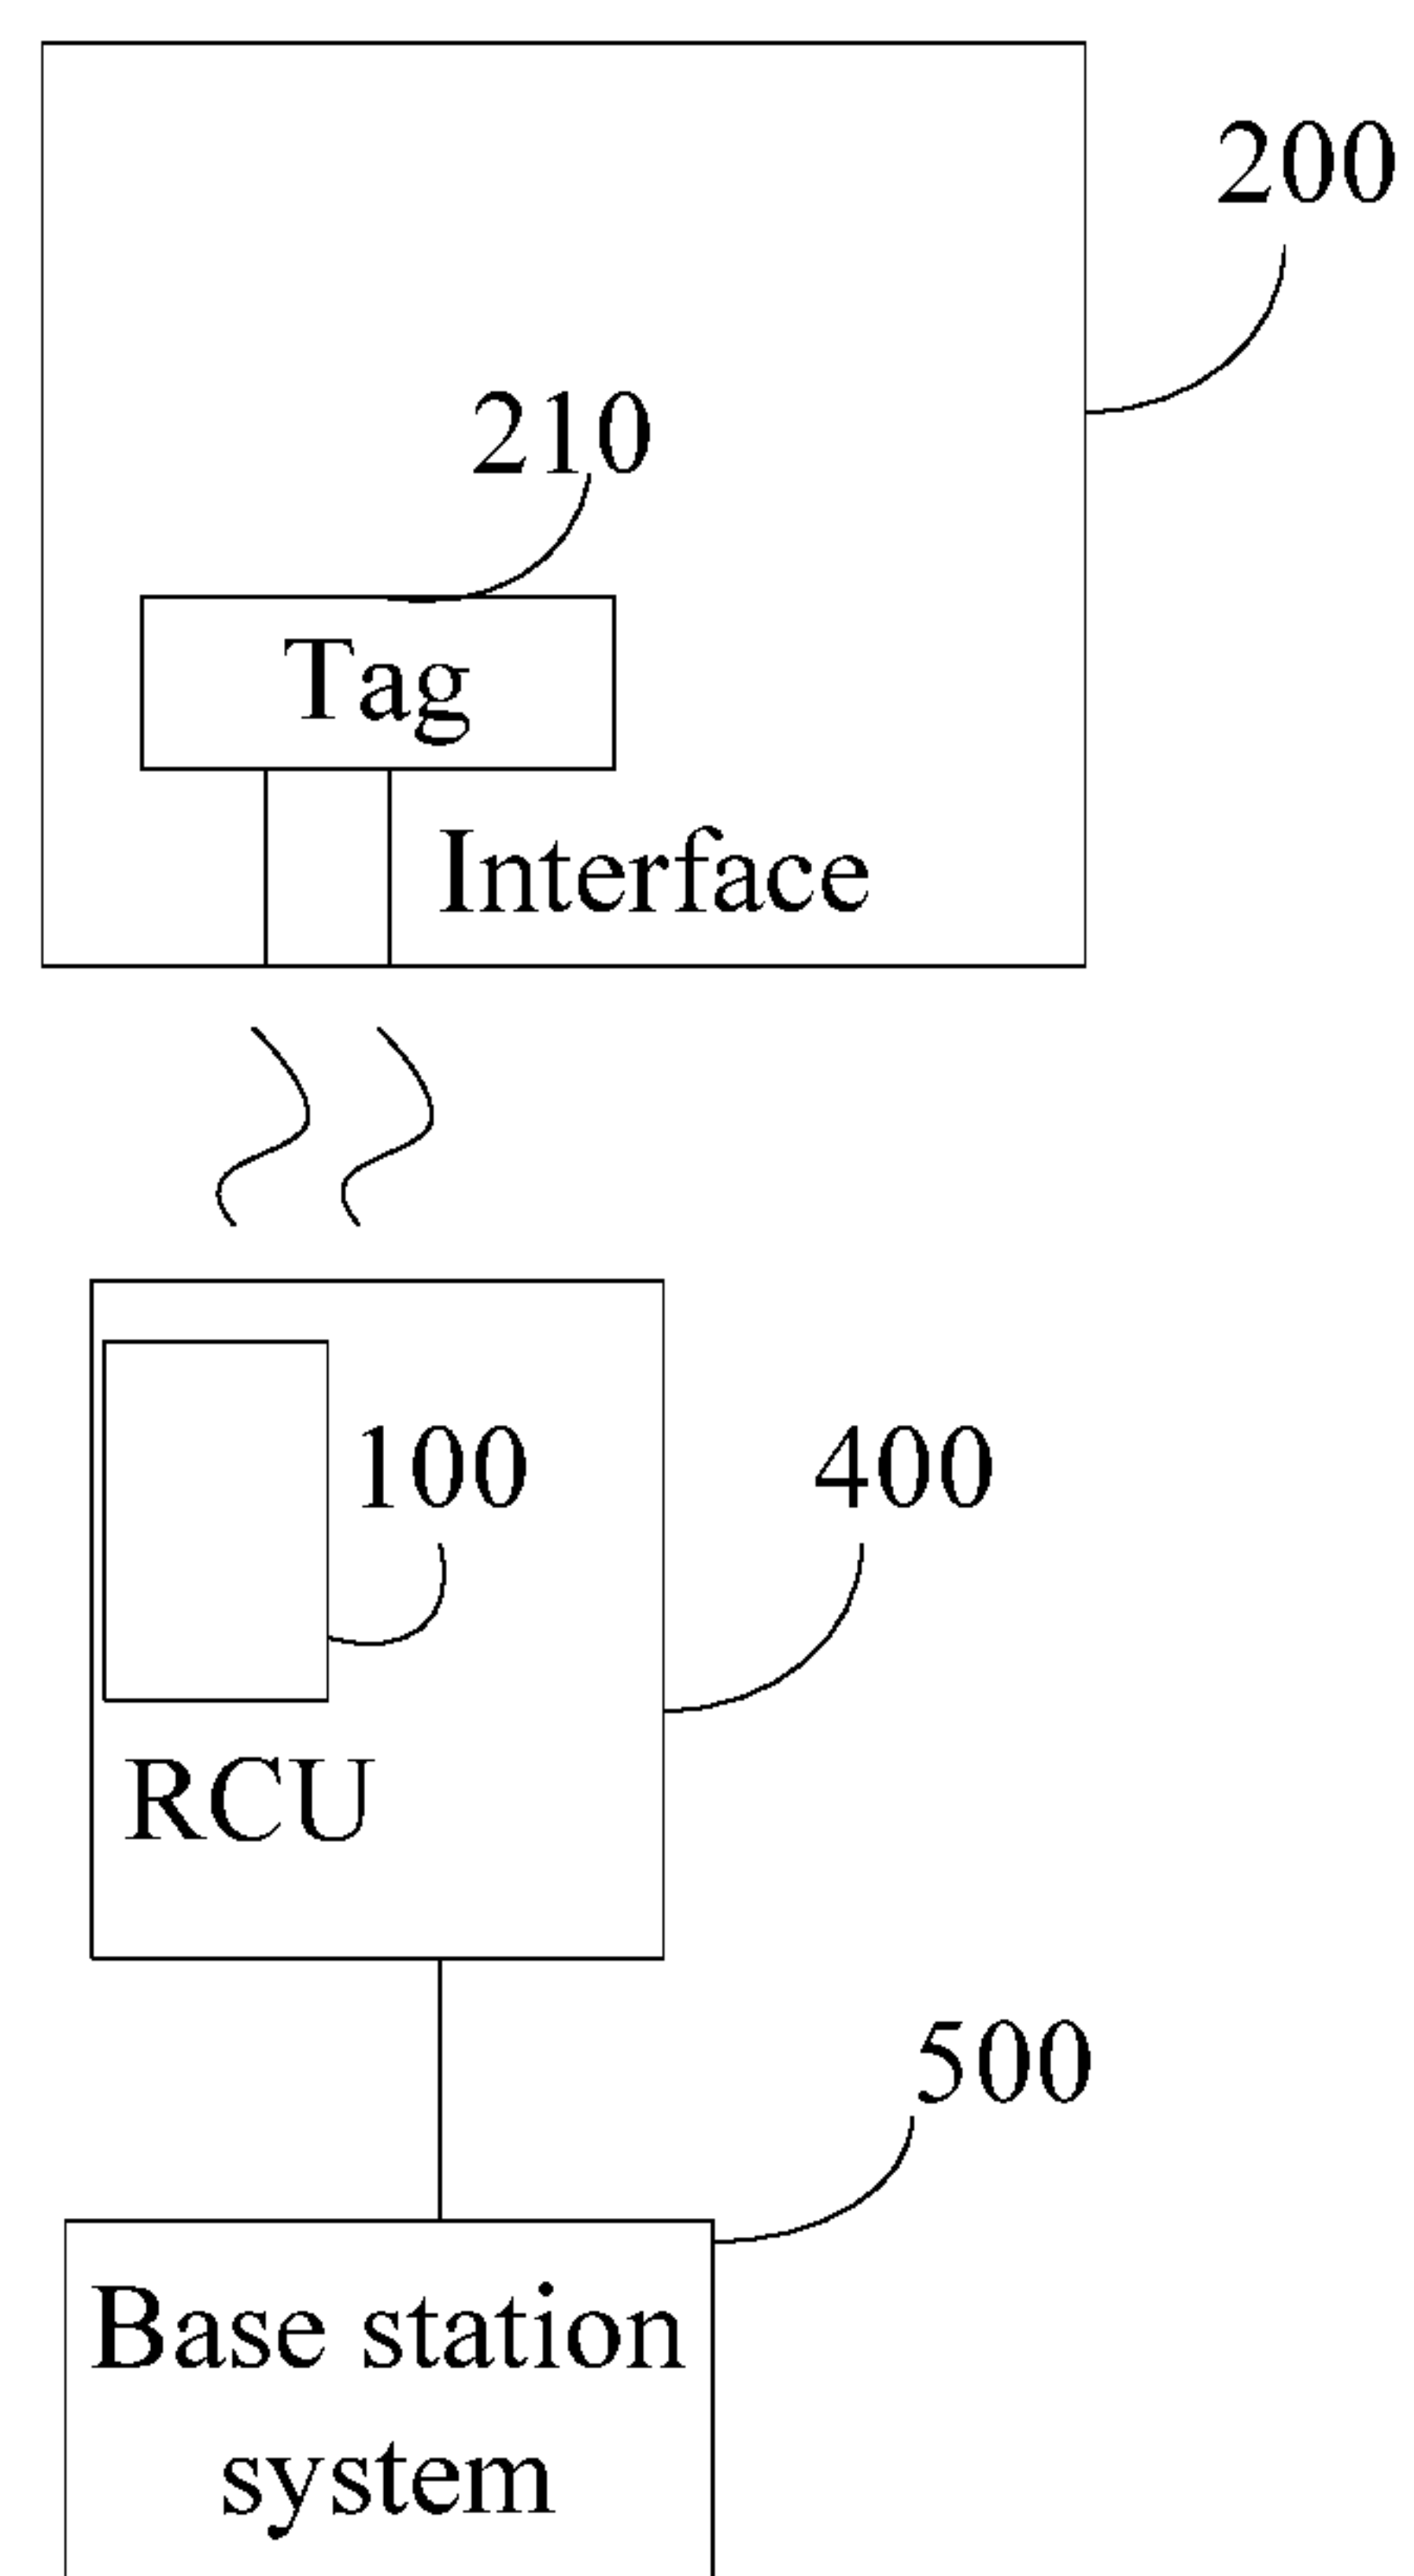 200
210
Tag
Interface
100
400
RCU
500
Base station
system